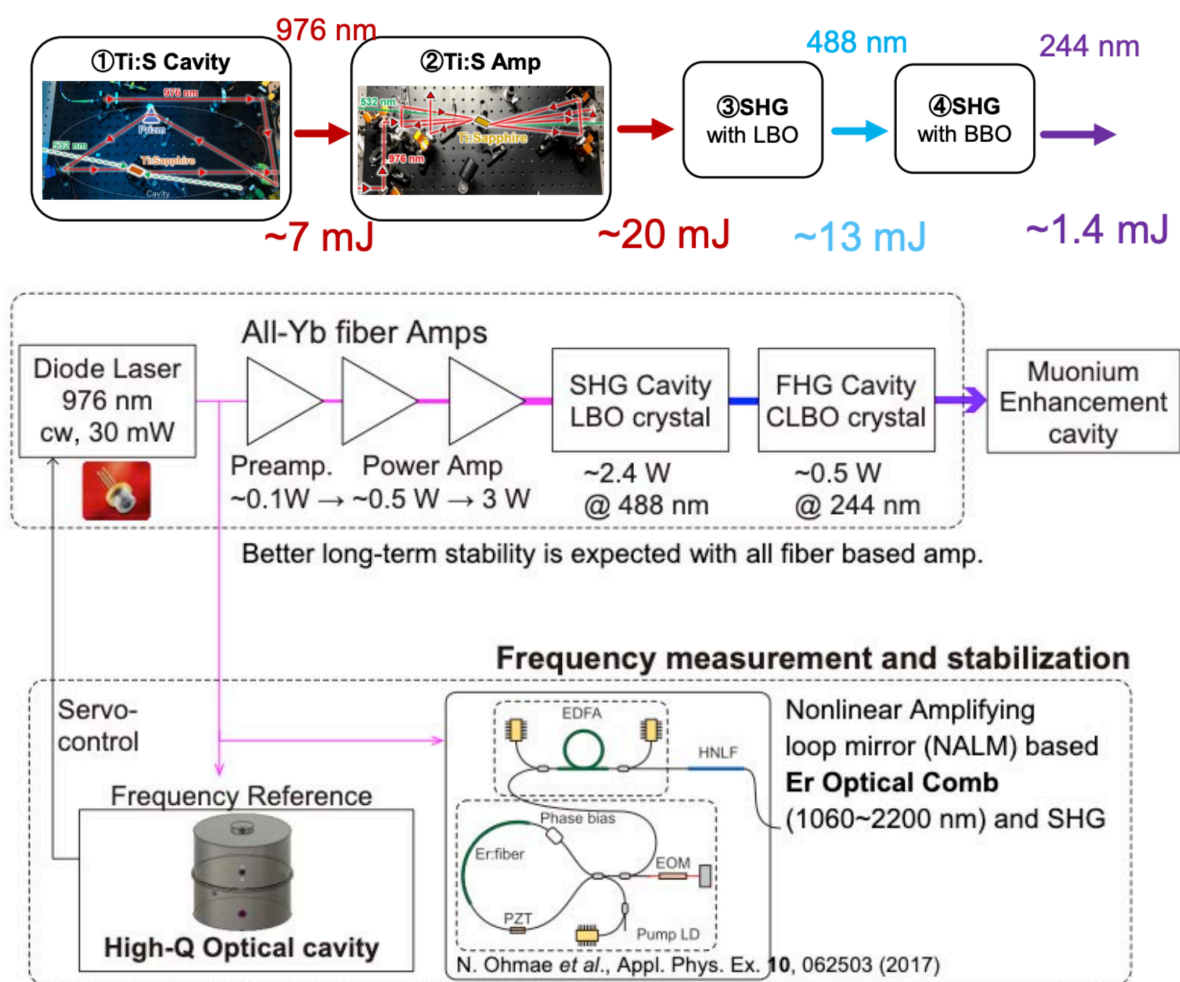 976 nm
488 nm
244 nm
①Ti:S Cavity
②Ti:S Amp
③SHG
with LBO
④SHG
with BBO
976 nm
Prizm
532 nm
Ti:Sapphire
Cavity
532 nm
Ti:Sapphire
976 nm
~7 mJ
~20 mJ
~13 mJ
~1.4 mJ
All-Yb fiber Amps
Diode Laser
976 nm
cw, 30 mW
SHG Cavity
LBO crystal
FHG Cavity
CLBO crystal
Muonium
Enhancement
cavity
Preamp. Power Amp
~0.1W → ~0.5 W → 3 W
~2.4 W
@ 488 nm
~0.5 W
@ 244 nm
Better long-term stability is expected with all fiber based amp.
Frequency measurement and stabilization
Servo-
control
Frequency Reference
High-Q Optical cavity
EDFA
HNLF
Phase bias
Er:fiber
EOM
PZT
Pump LD
Nonlinear Amplifying
loop mirror (NALM) based
Er Optical Comb
(1060~2200 nm) and SHG
N. Ohmae et al., Appl. Phys. Ex. 10, 062503 (2017)